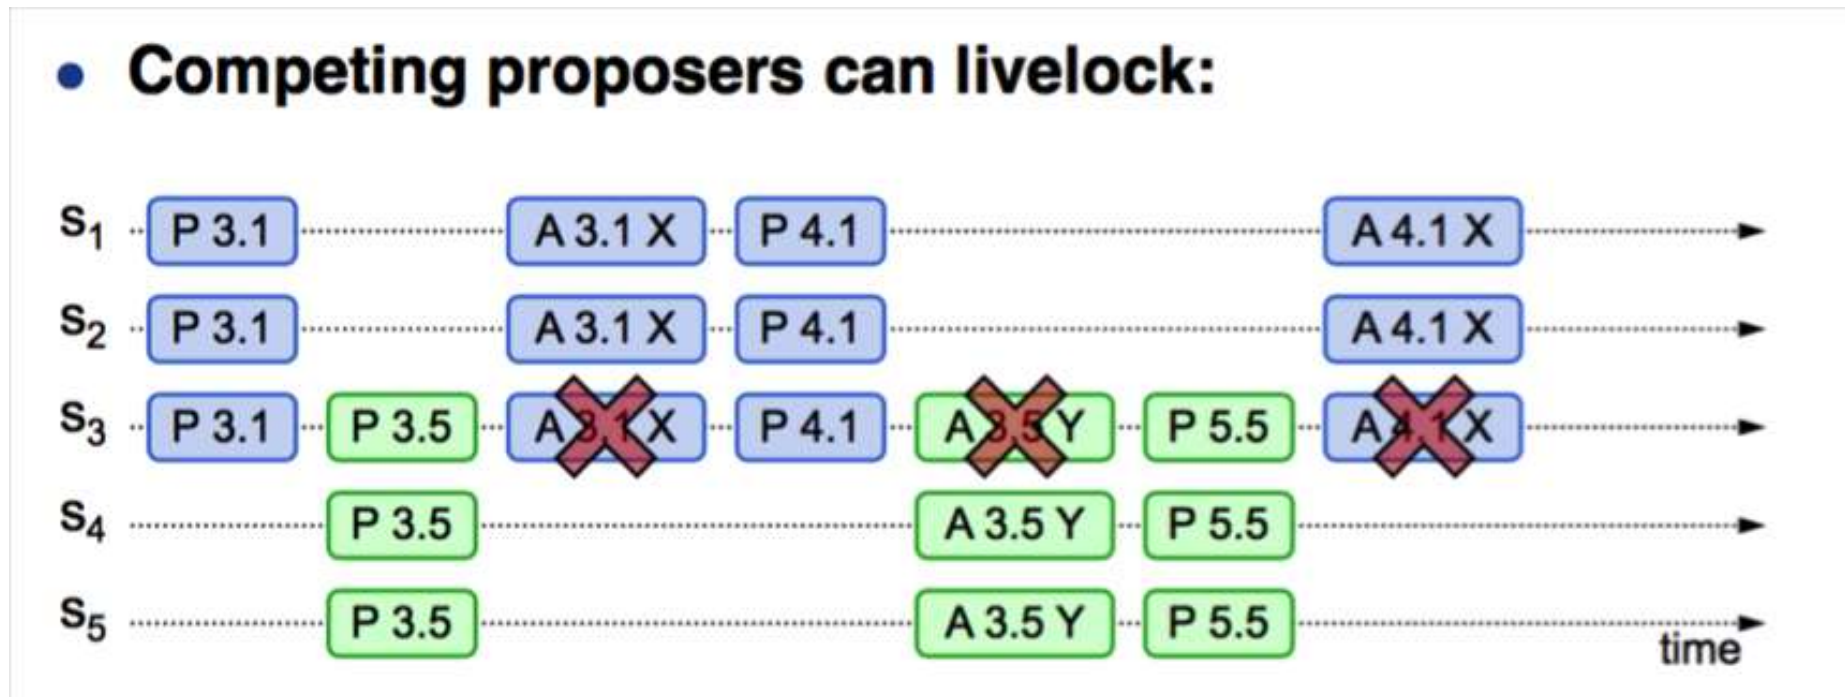 • Competing proposers can livelock:
S1 P 3.1 A 3.1 X P 4.1 A 4.1 X
S2 P 3.1 A 3.1 X P 4.1 A 4.1 X
S3 P 3.1 P 3.5 A 3.1 X P 4.1 A 3.5 Y P 5.5 A 4.1 X
S4 P 3.5 A 3.5 Y P 5.5
S5 P 3.5 A 3.5 Y P 5.5
time